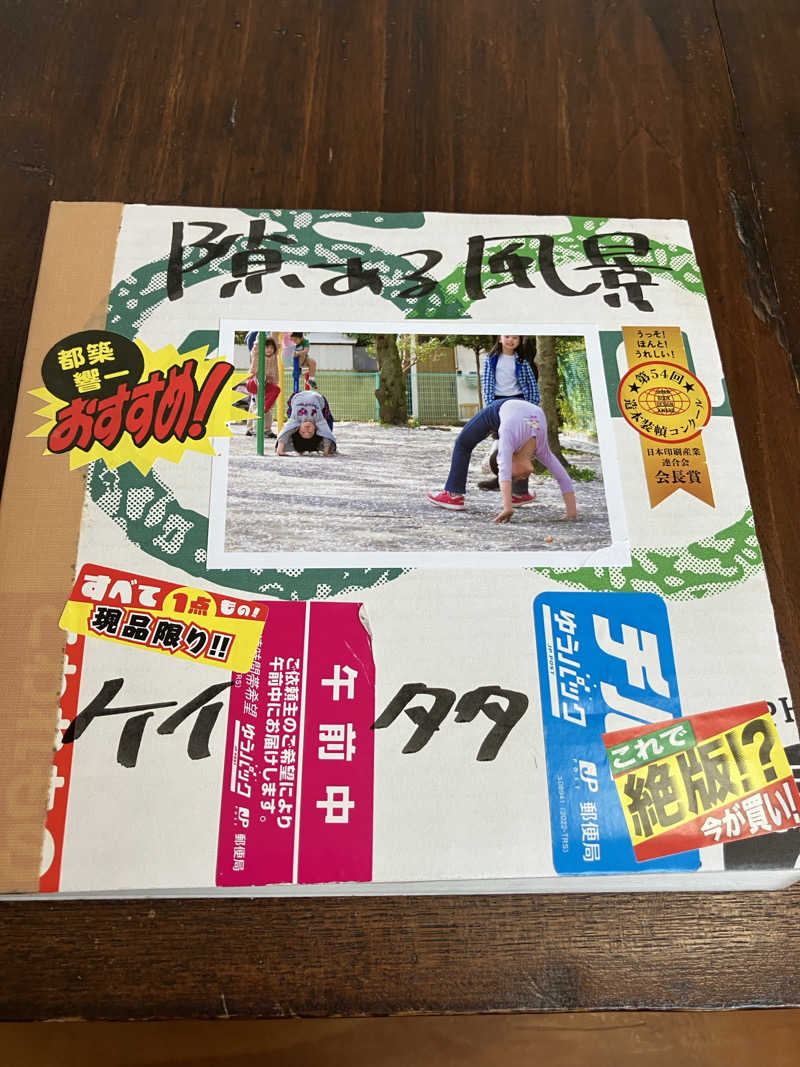 隙ある風景
都築
響一
おすすめ!
うっそ!
ほんと!
うれしい!
★第54回★
造本装幀コンクール
日本印刷産業
連合会
会長賞
すべて1点もの!
現品限り!!
ケイタタ
午前中
ご依頼主のご希望により
午前中にお届けします。
ゆうパック
JP
POST
郵便局
チル
ゆうパック
JP POST
JP
POST
郵便局
これで
絶版!?
今が買い!